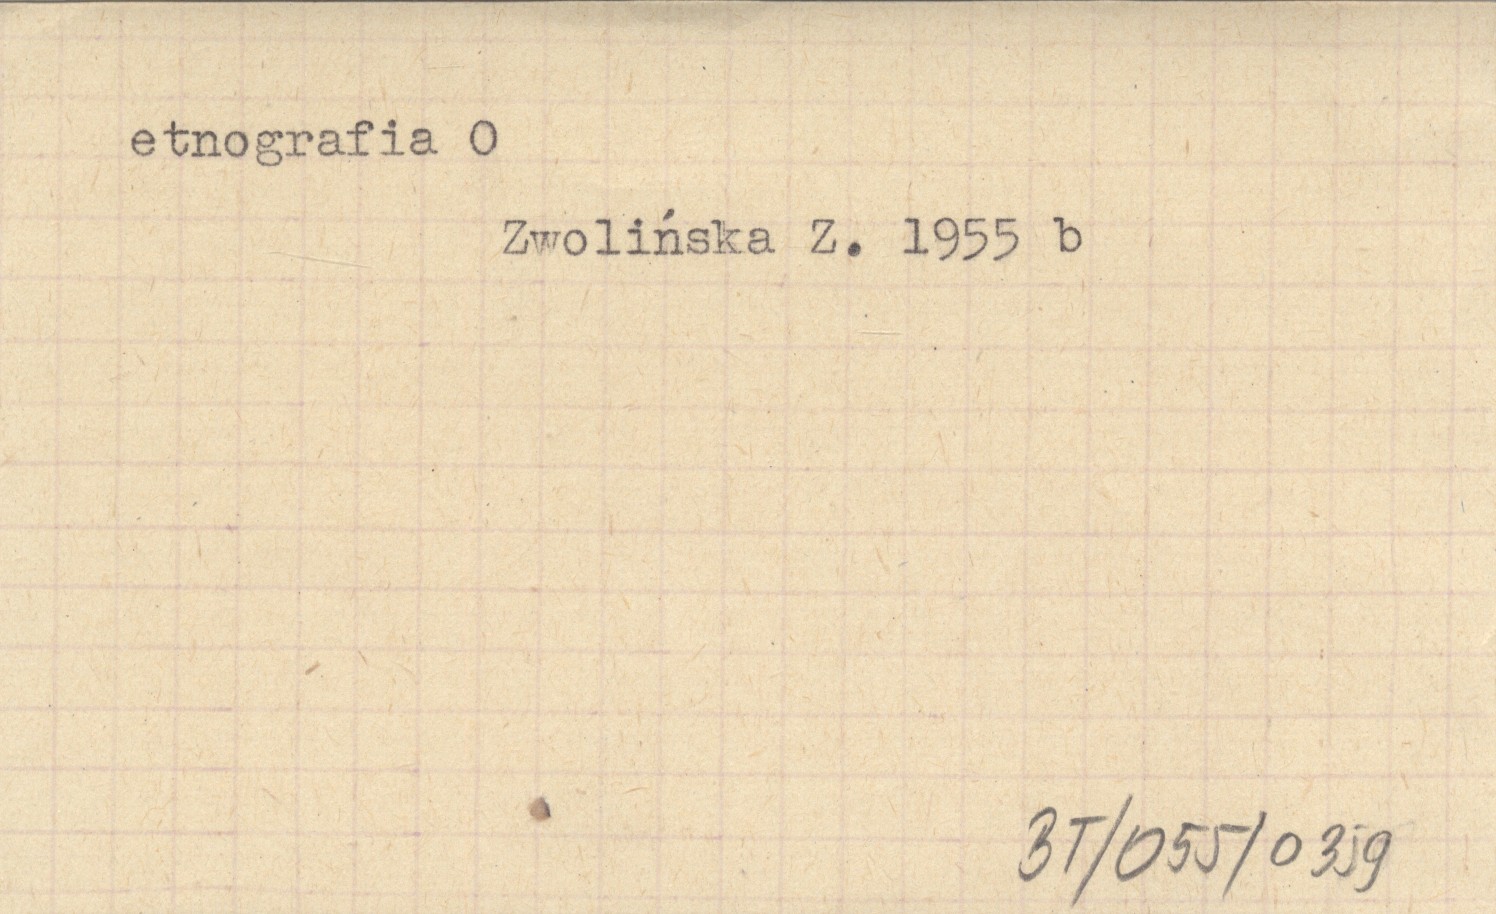 etnografia O
Zwolińska Z. 1955 b
BT/055/0359